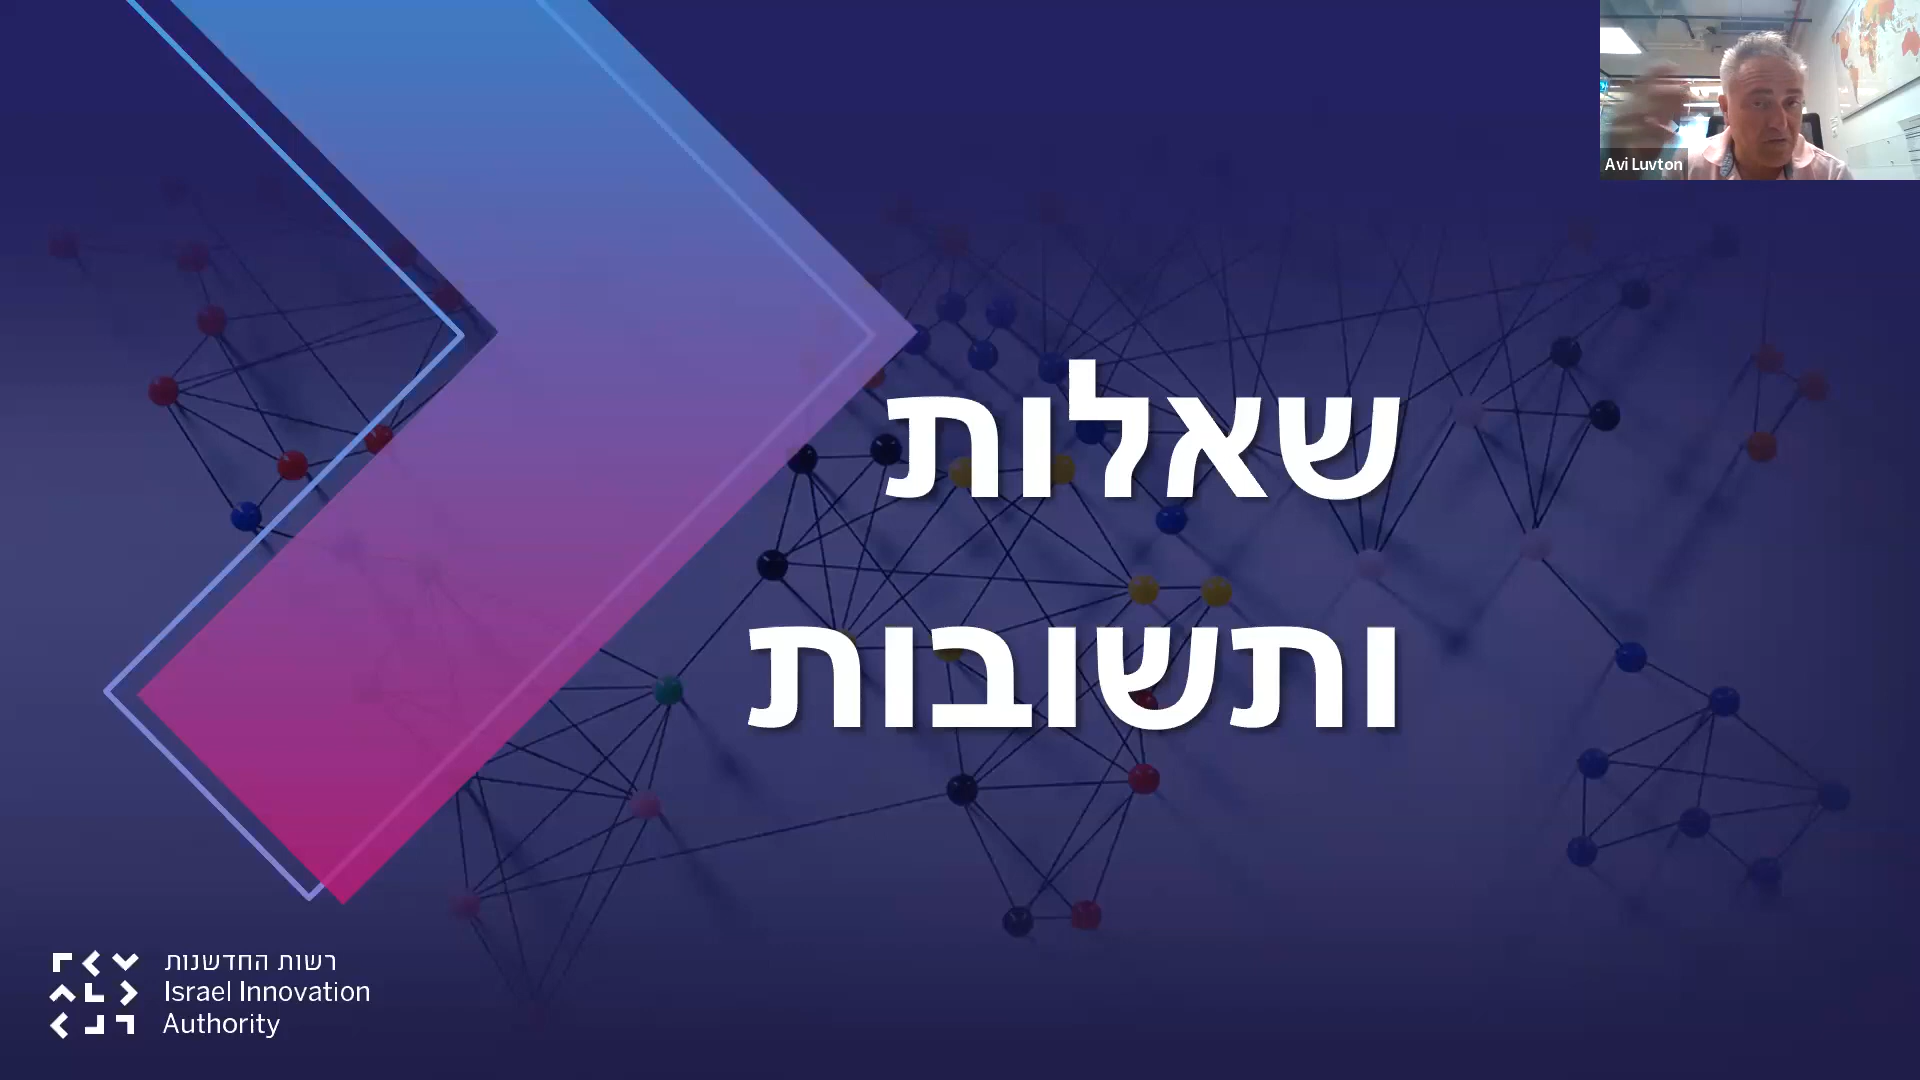 Avi Luvton
שאלות
ותשובות
רשות החדשנות
Israel Innovation
Authority